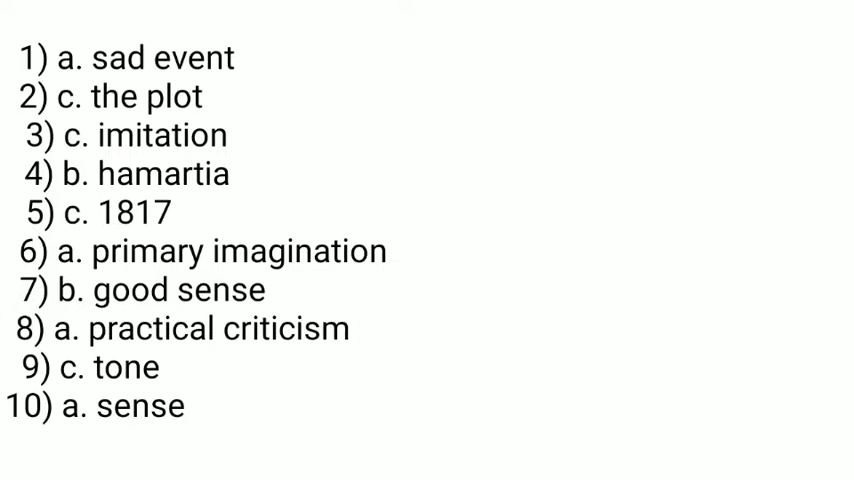 1) a. sad event
2) c. the plot
3) c. imitation
4) b. hamartia
5) c. 1817
6) a. primary imagination
7) b. good sense
8) a. practical criticism
9) c. tone
10) a. sense